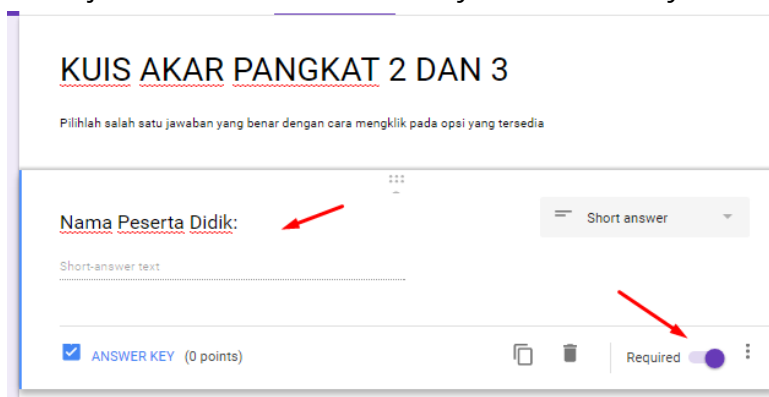 KUIS AKAR PANGKAT 2 DAN 3
Pilihlah salah satu jawaban yang benar dengan cara mengklik pada opsi yang tersedia
Nama Peserta Didik:
Short answer
Short-answer text
ANSWER KEY (0 points)
Required